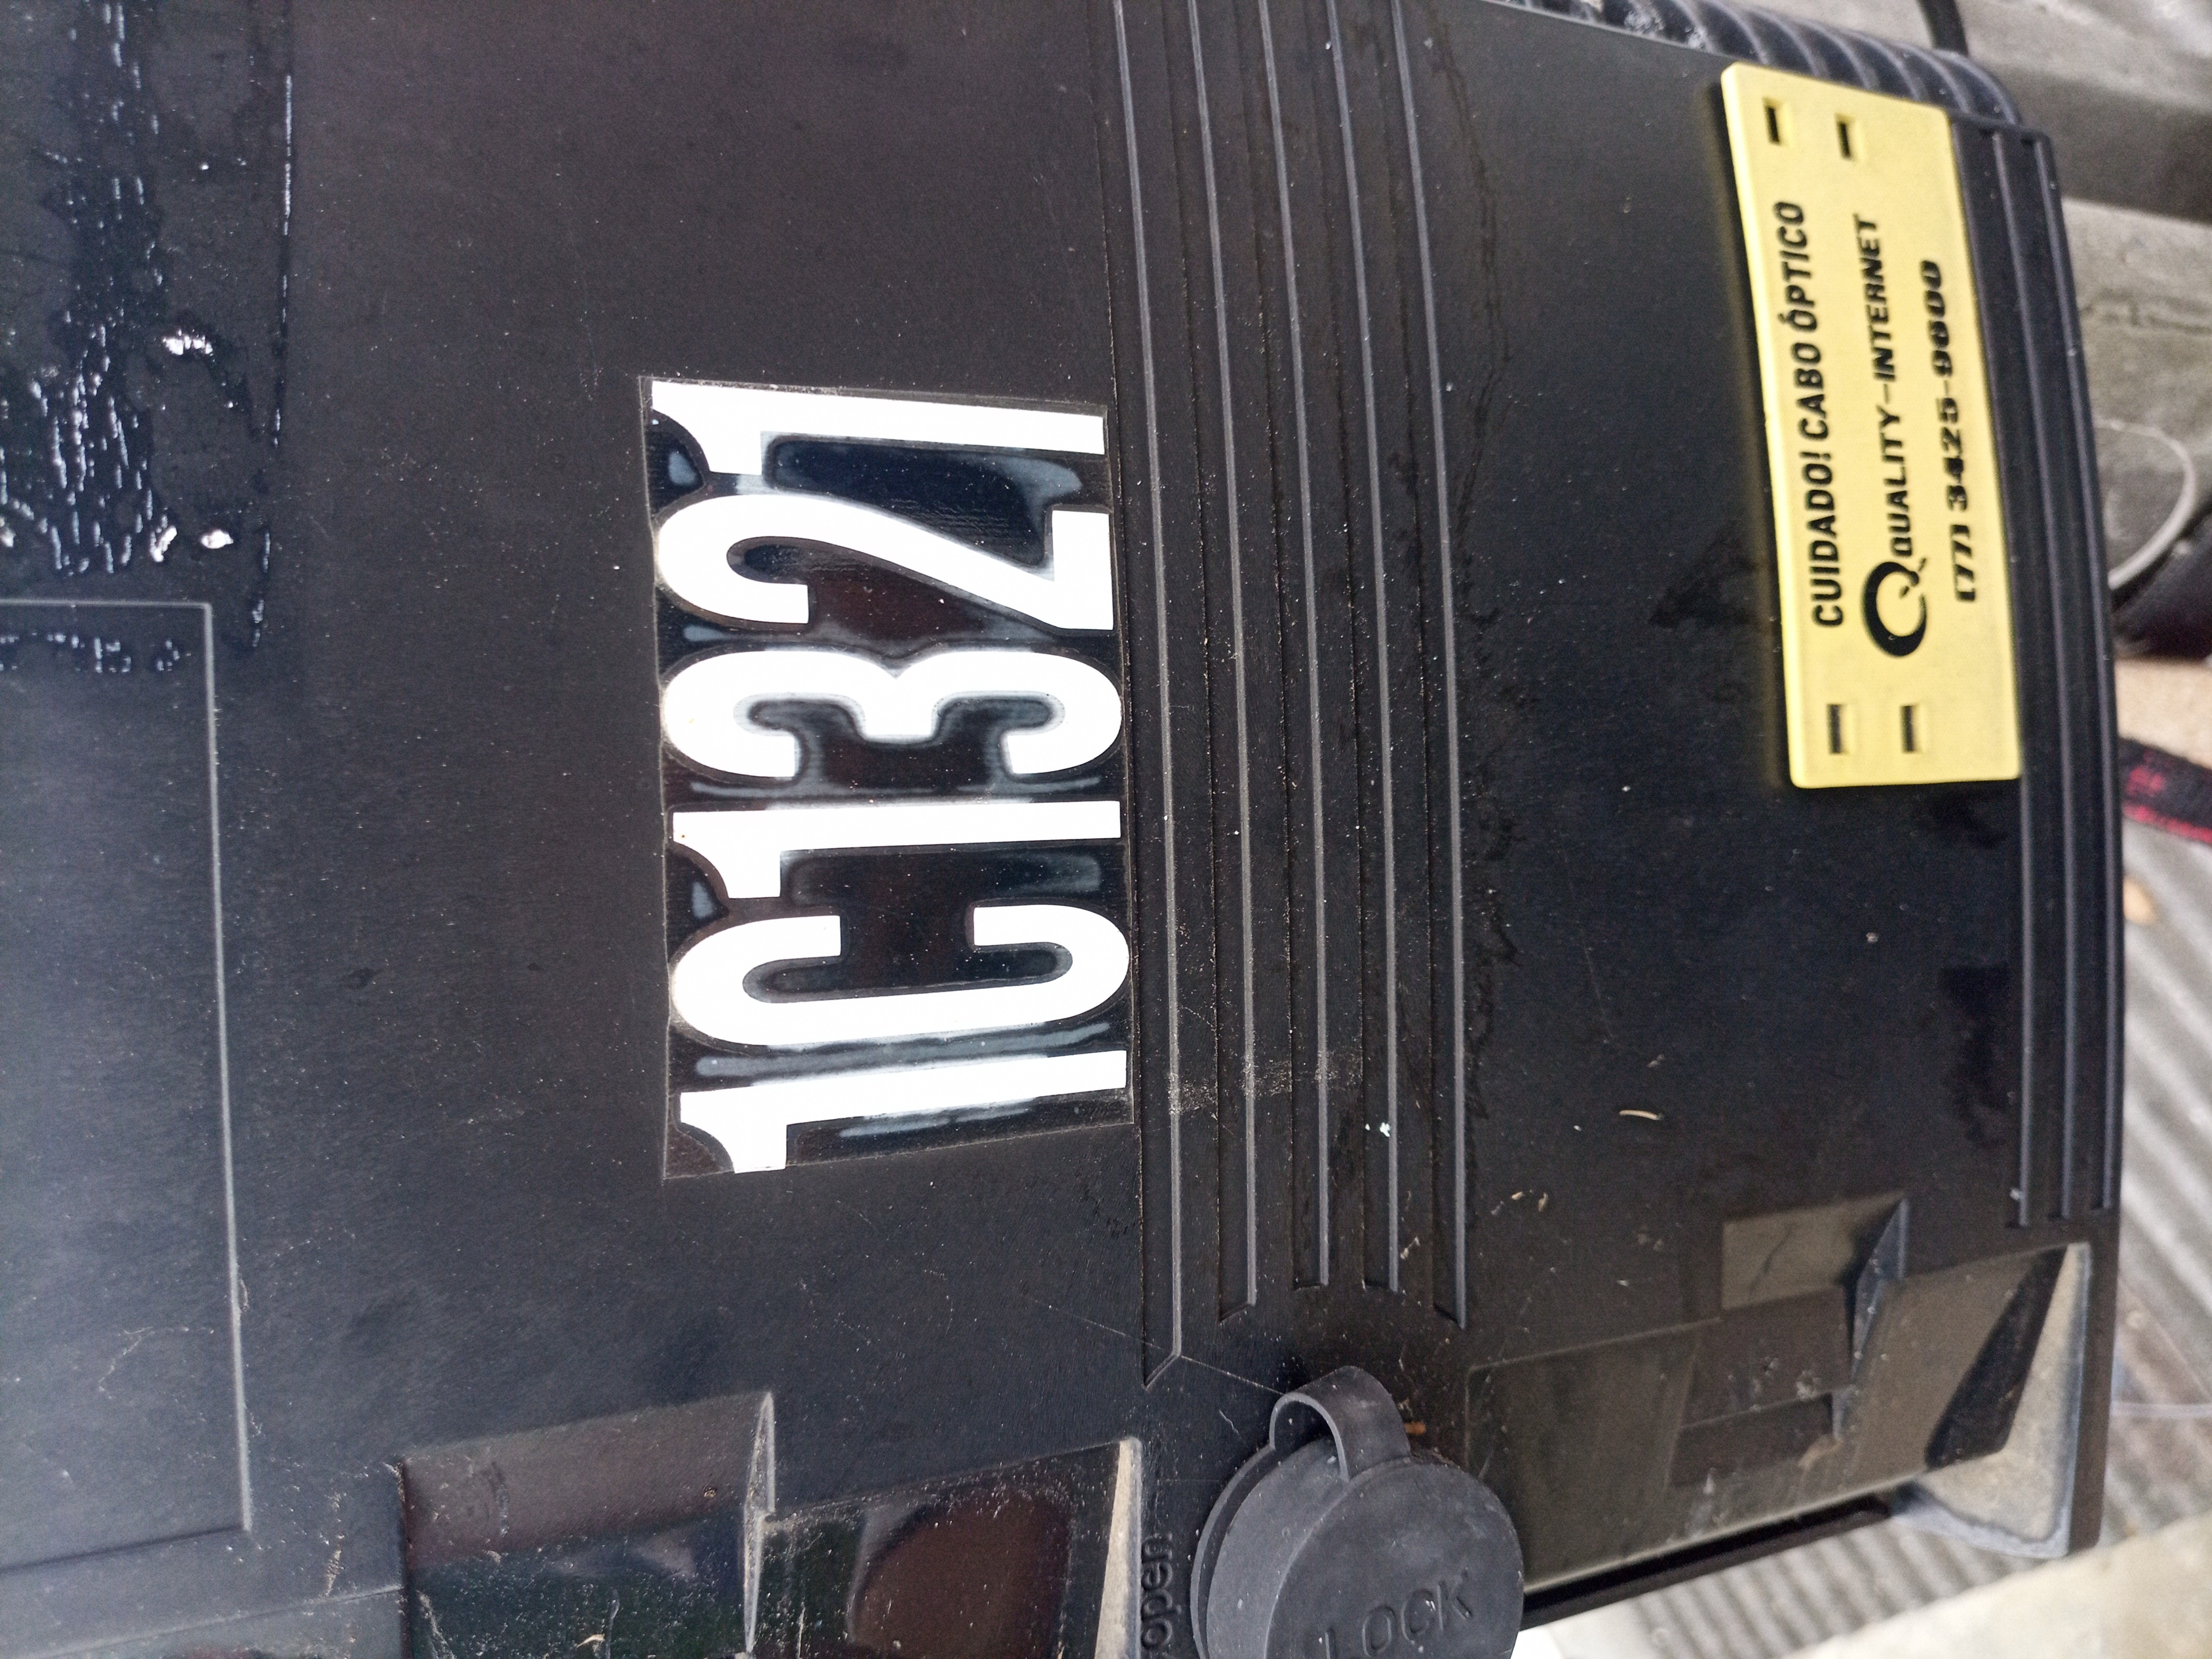 1C1321
CUIDADO! CABO ÓPTICO
QUALITY-INTERNET
(77) 3425-9800
open
LOCK